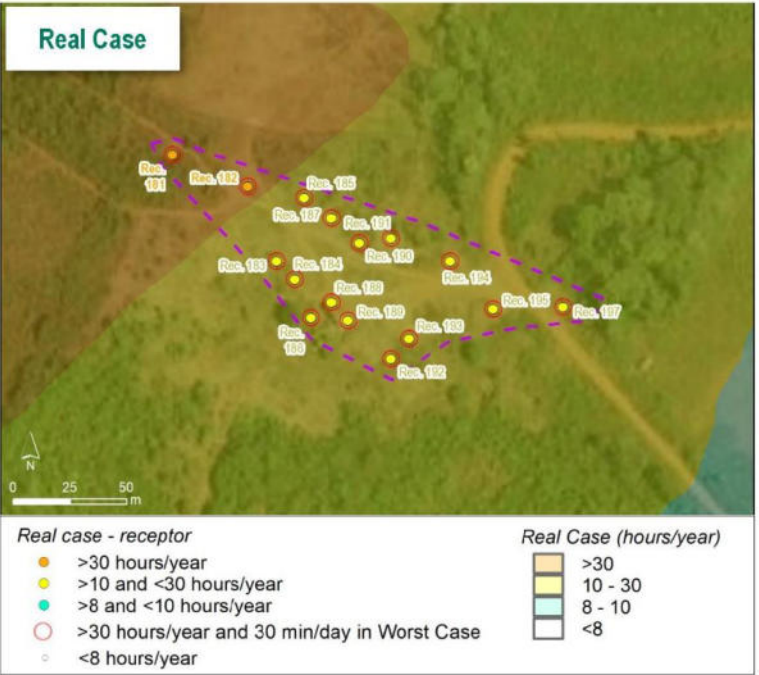 Real Case
Rec.
181
Rec. 182
Rec. 185
Rec. 187
Rec. 191
Rec. 190
Rec. 183
Rec. 184
Rec. 194
Rec. 188
Rec. 189
Rec. 195
Rec. 197
Rec.
186
Rec. 193
Rec. 192
N
0 25 50
m
Real case - receptor
>30 hours/year
>10 and <30 hours/year
>8 and <10 hours/year
>30 hours/year and 30 min/day in Worst Case
<8 hours/year
Real Case (hours/year)
>30
10 - 30
8 - 10
<8